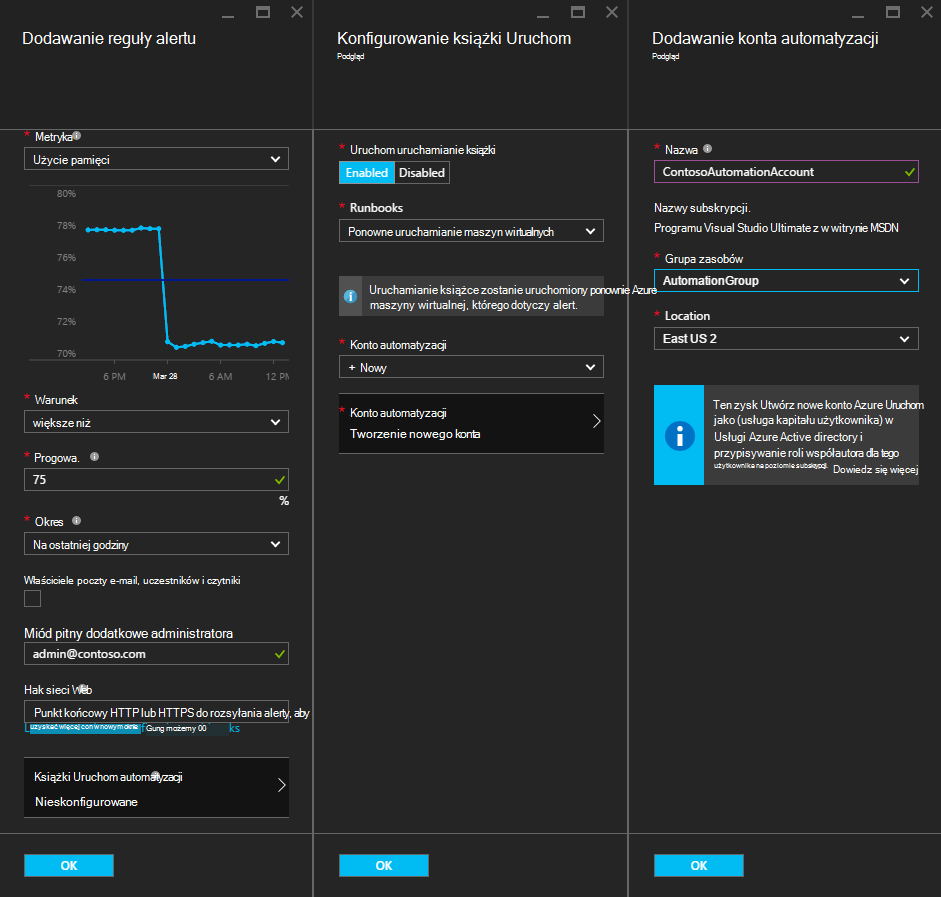 Dodawanie reguły alertu
Metryka
Użycie pamięci
80%
78%
76%
74%
72%
70%
6 PM
Mar 28
6 AM
12 PM
* Warunek
większe niż
* Progowa.
75
%
* Okres
Na ostatniej godziny
Właściciele poczty e-mail, uczestników i czytniki
Miód pitny dodatkowe administratora
admin@contoso.com
Hak sieci Web
Punkt końcowy HTTP lub HTTPS do rozsyłania alerty, aby
uzyskać więcej con w nowym oknie
Gung możemy 00
ks
Książki Uruchom automatyzacji
Nieskonfigurowane
OK
Konfigurowanie książki Uruchom
Podgląd
* Uruchom uruchamianie książki
Enabled
Disabled
* Runbooks
Ponowne uruchamianie maszyn wirtualnych
Uruchamianie książce zostanie uruchomiony ponownie Azure
maszyny wirtualnej, którego dotyczy alert.
* Konto automatyzacji
+ Nowy
* Konto automatyzacji
Tworzenie nowego konta
OK
Dodawanie konta automatyzacji
Podgląd
* Nazwa
ContosoAutomationAccount
Nazwy subskrypcji.
Programu Visual Studio Ultimate z w witrynie MSDN
* Grupa zasobów
AutomationGroup
* Location
East US 2
Ten zysk Utwórz nowe konto Azure Uruchom
jako (usługa kapitału użytkownika) w
Usługi Azure Active directory i
przypisywanie roli współautora dla tego
użytkownika na poziomie subskrypcji.
Dowiedz się więcej
OK